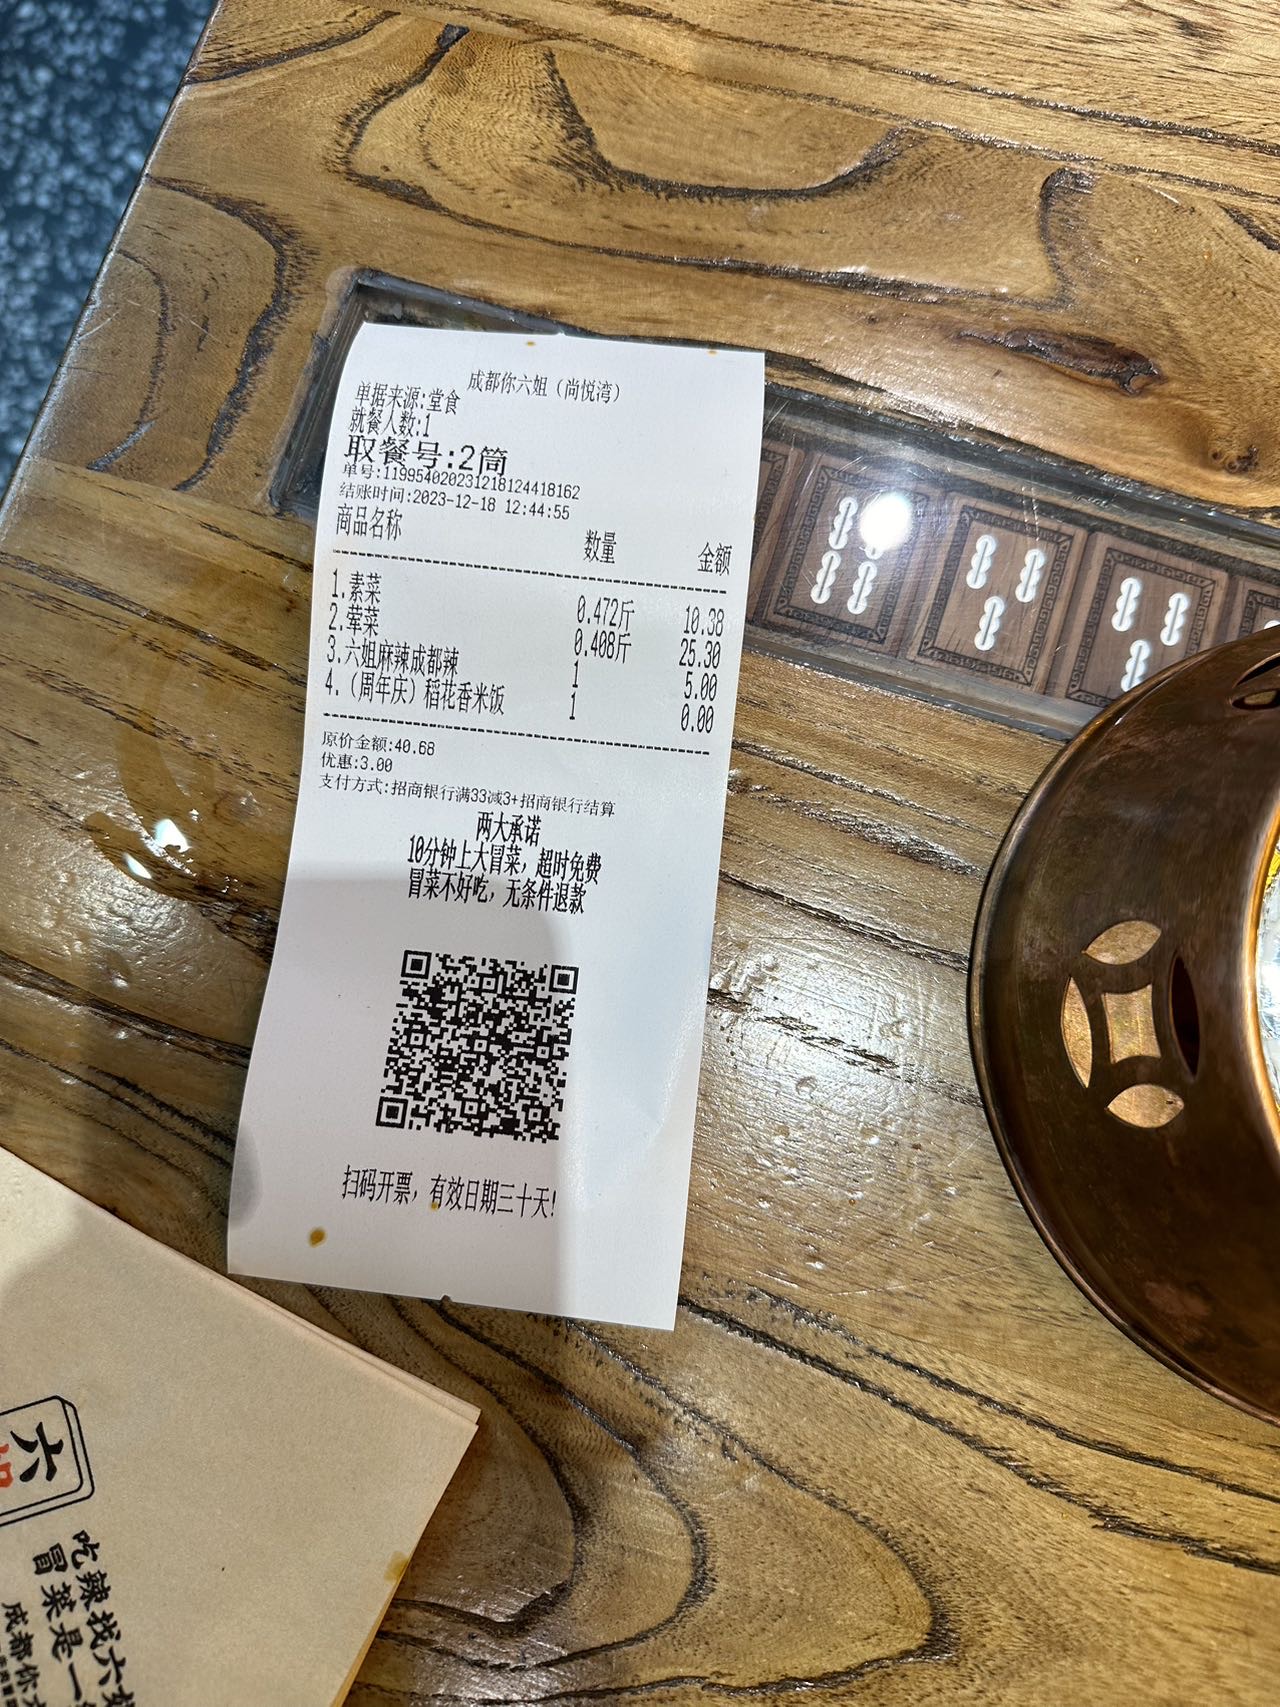 成都你六姐（尚悦湾）
单据来源:堂食
就餐人数:1
取餐号:2筒
单号:11995402023121812441816​2
结账时间:2023-12-18 12:44:55
商品名称 数量 金额
1.素菜 0.472斤 10.38
2.荤菜 0.408斤 25.30
3.六姐麻辣成都辣 1 5.00
4.（周年庆）稻花香米饭 1 0.00
原价金额:40.68
优惠:3.00
支付方式:招商银行满33减3+招商银行结算
两大承诺
10分钟上大冒菜，超时免费
冒菜不好吃，无条件退款
扫码开票，有效日期三十天!
六
吃辣找六
冒菜是一
成都你